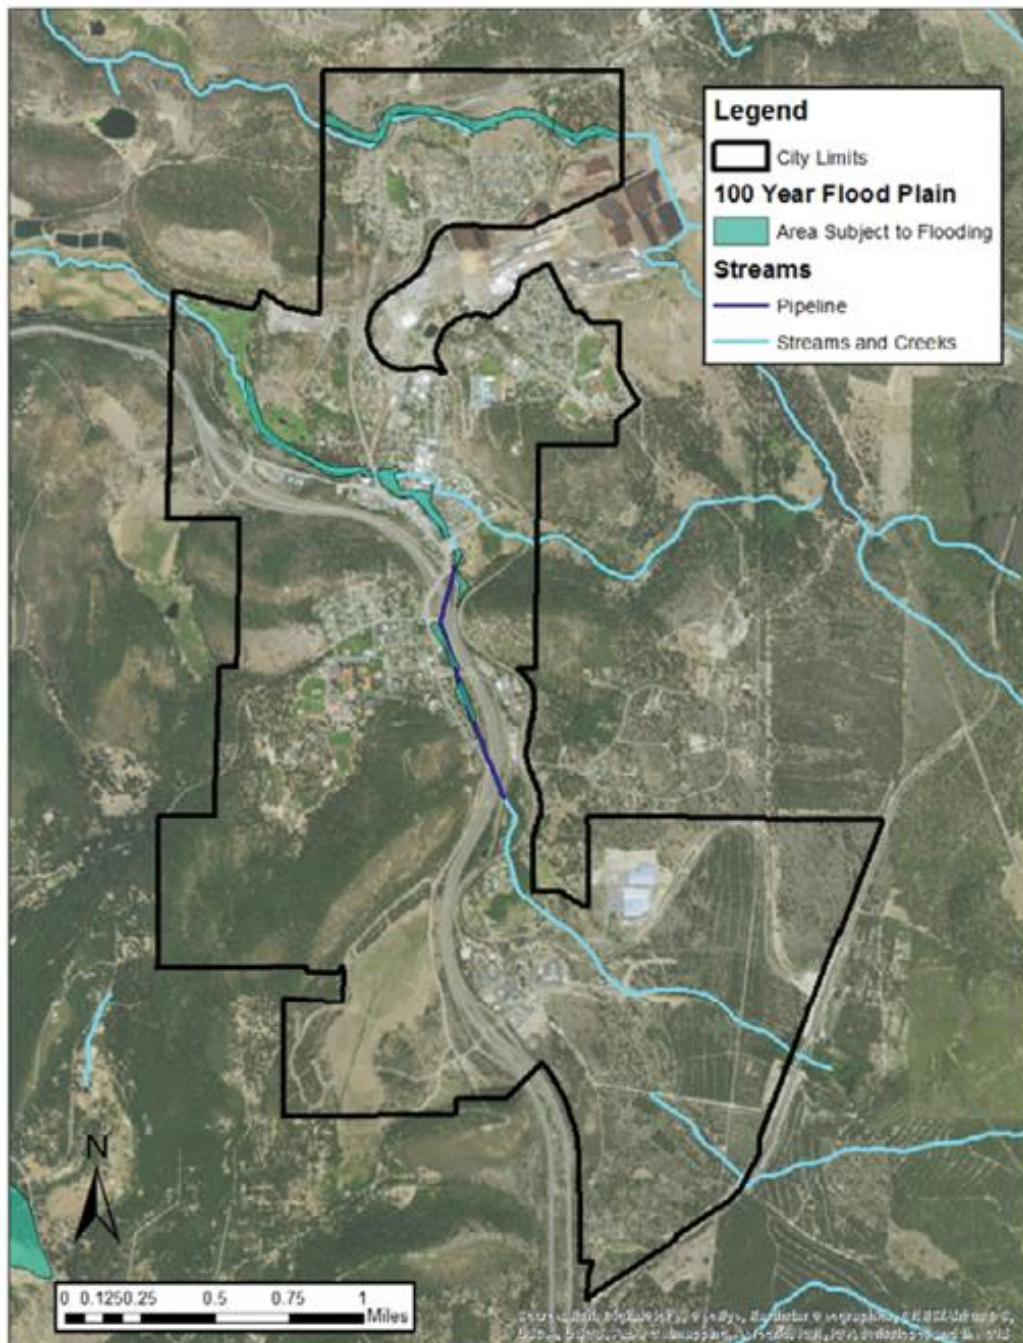 Legend
City Limits
100 Year Flood Plain
Area Subject to Flooding
Streams
Pipeline
Streams and Creeks
N
0 0.1250.25 0.5 0.75 1
Miles